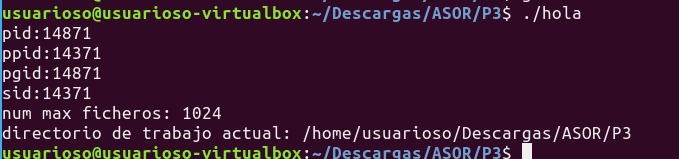 usuarioso@usuarioso-virtualbox:~/Descargas/ASOR/P3$ ./hola
pid:14871
ppid:14371
pgid:14871
sid:14371
num max ficheros: 1024
directorio de trabajo actual: /home/usuarioso/Descargas/ASOR/P3
usuarioso@usuarioso-virtualbox:~/Descargas/ASOR/P3$